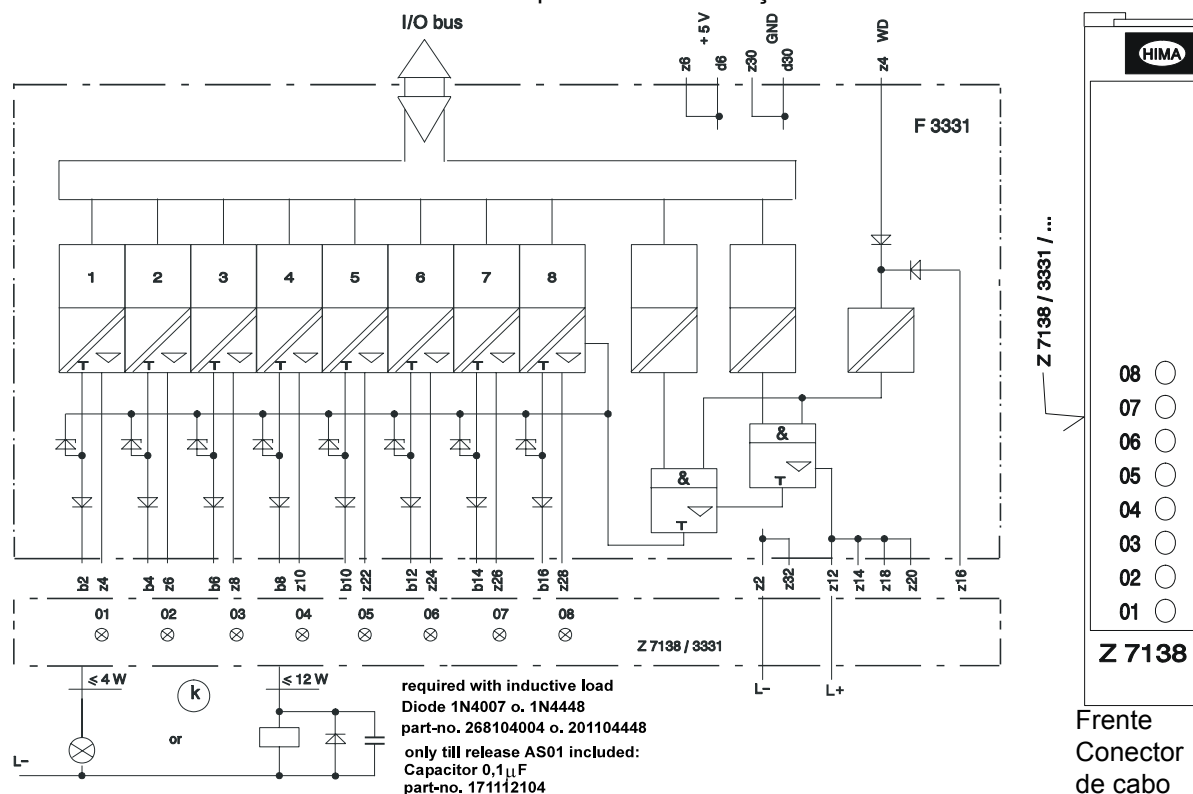 I/O bus
z6
+ 5 V
d6
z30
GND
d30
z4
WD
F 3331
HIMA
1 2 3 4 5 6 7 8
T T T T T T T T
Z 7138 / 3331 / ...
&
T
&
T
b2 z4 b4 z6 b6 z8 b8 z10 b10 z22 b12 z24 b14 z26 b16 z28 z2 z32 z12 z14 z18 z20 z16
01 02 03 04 05 06 07 08
Z 7138 / 3331
08
07
06
05
04
03
02
01
Z 7138
≤ 4 W
k
≤ 12 W
L-
L+
or
L-
required with inductive load
Diode 1N4007 o. 1N4448
part-no. 268104004 o. 201104448
only till release AS01 included:
Capacitor 0,1µF
part-no. 171112104
Frente
Conector
de cabo